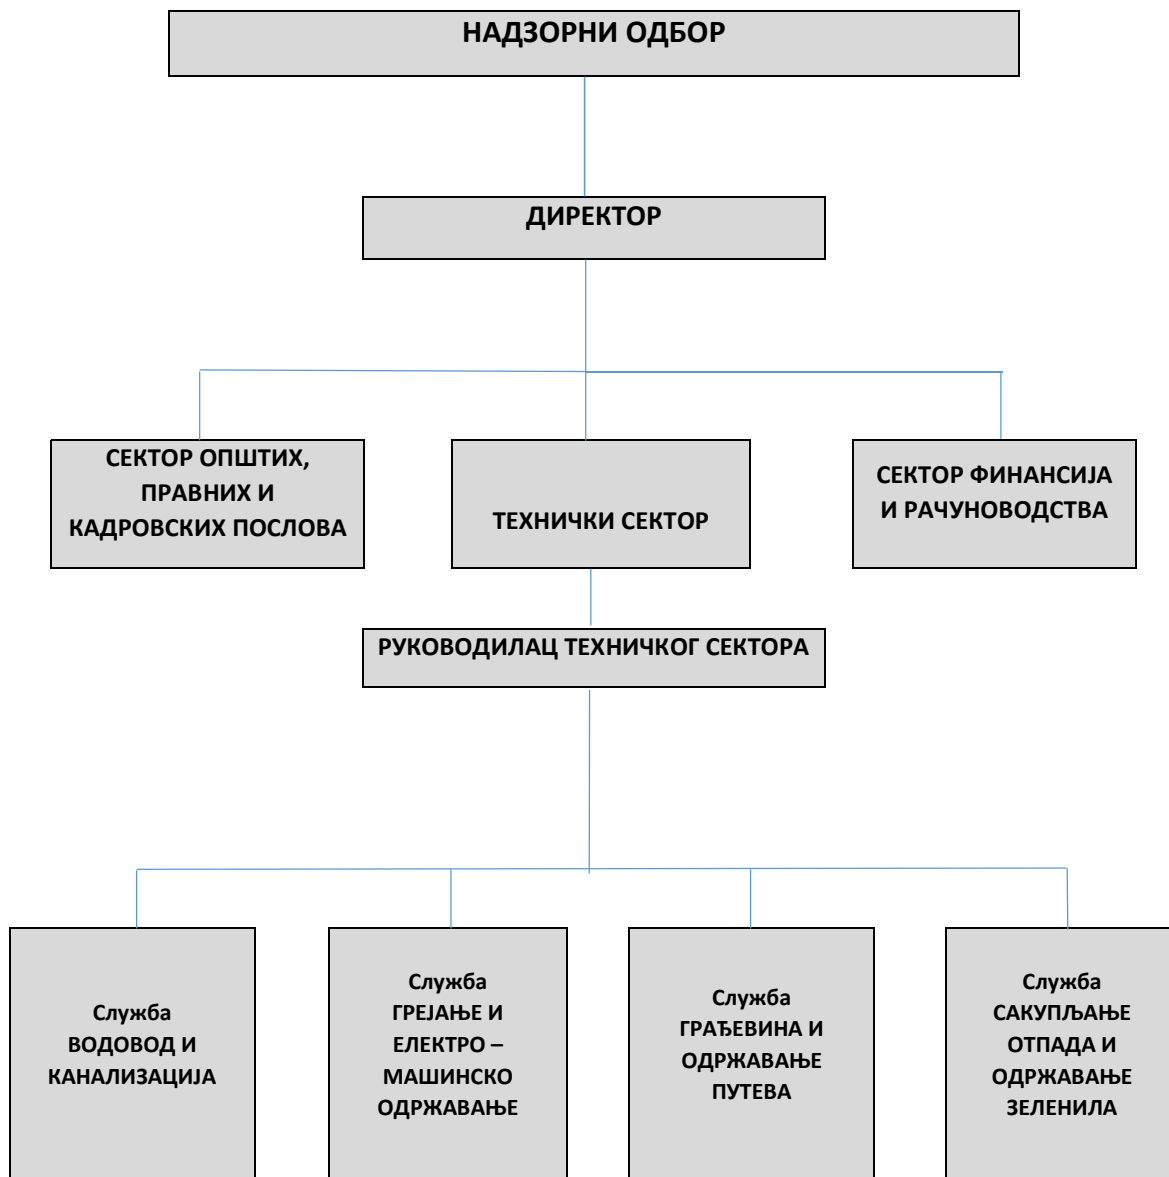 НАДЗОРНИ ОДБОР
ДИРЕКТОР
СЕКТОР ОПШТИХ,
ПРАВНИХ И
КАДРОВСКИХ ПОСЛОВА
ТЕХНИЧКИ СЕКТОР
СЕКТОР ФИНАНСИЈА
И РАЧУНОВОДСТВА
РУКОВОДИЛАЦ ТЕХНИЧКОГ СЕКТОРА
Служба
ВОДОВОД И
КАНАЛИЗАЦИЈА
Служба
ГРЕЈАЊЕ И
ЕЛЕКТРО –
МАШИНСКО
ОДРЖАВАЊЕ
Служба
ГРАЂЕВИНА И
ОДРЖАВАЊЕ
ПУТЕВА
Служба
САКУПЉАЊЕ
ОТПАДА И
ОДРЖАВАЊЕ
ЗЕЛЕНИЛА